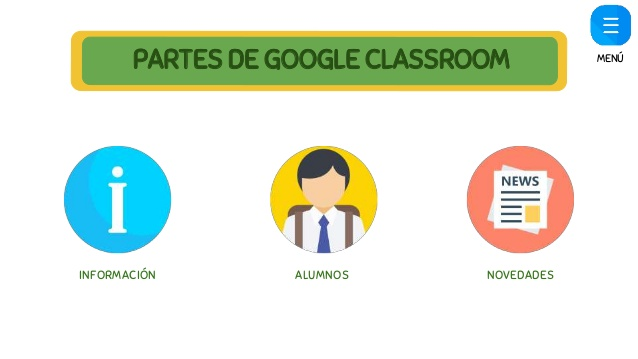 PARTES DE GOOGLE CLASSROOM
MENÚ
NEWS
INFORMACIÓN
ALUMNOS
NOVEDADES